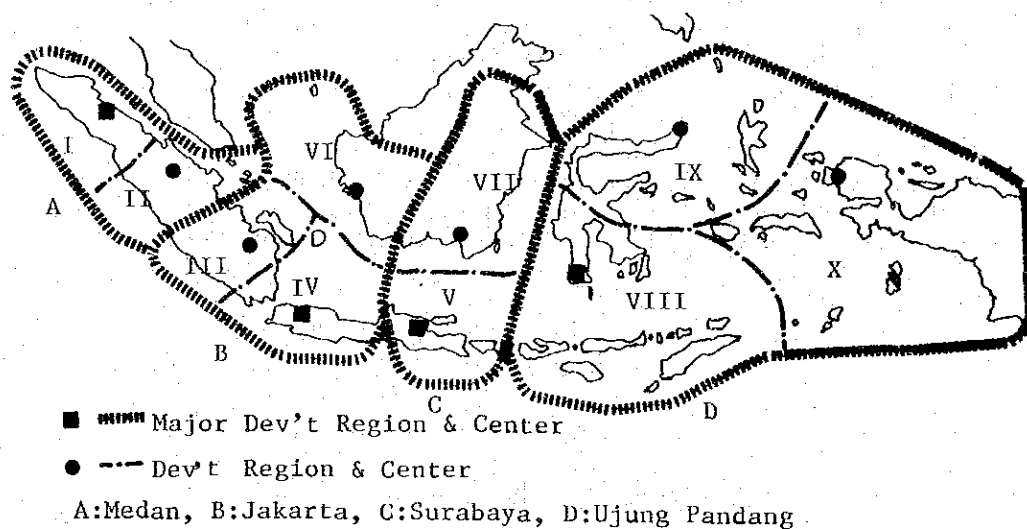 I
II
A
III
D
IV
B
VI
VII
V
C
IX
VIII
X
D
Major Dev't Region & Center
Dev't Region & Center
A:Medan, B:Jakarta, C:Surabaya, D:Ujung Pandang